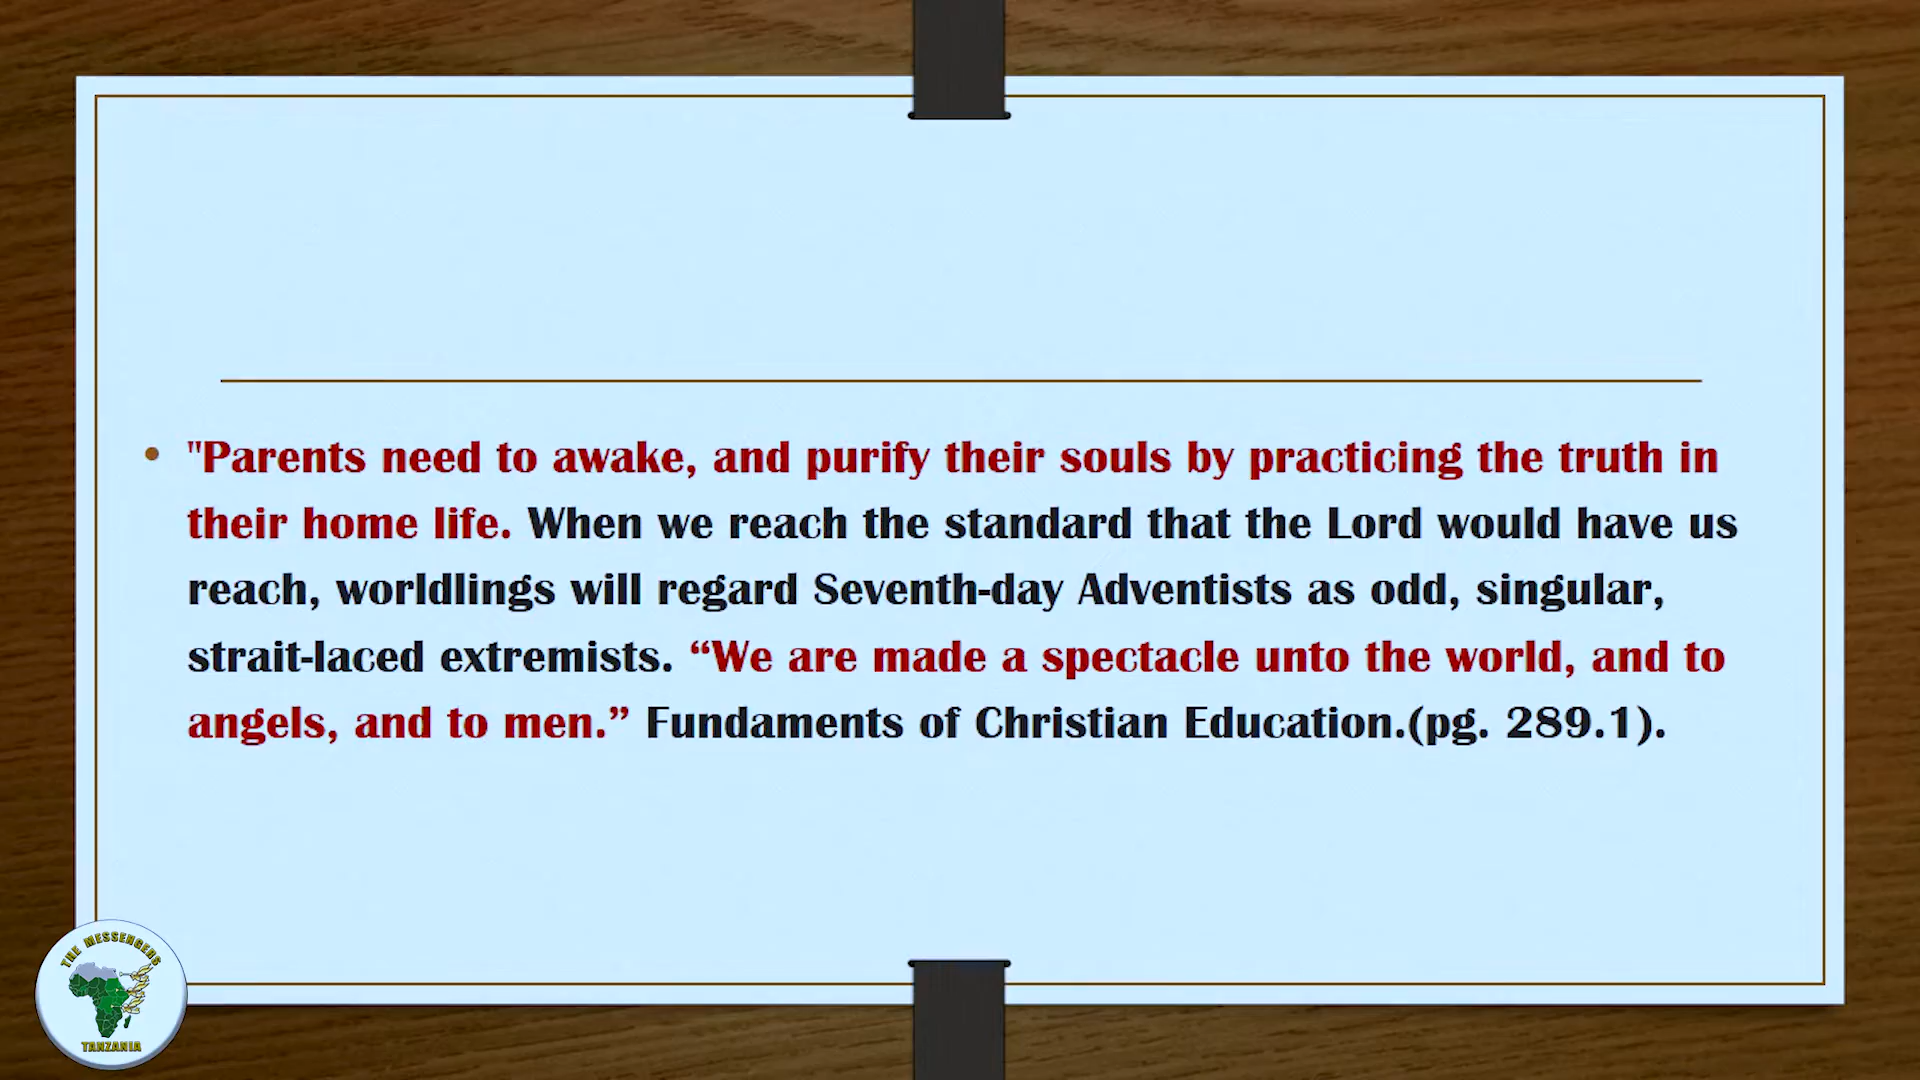 • "Parents need to awake, and purify their souls by practicing the truth in
their home life. When we reach the standard that the Lord would have us
reach, worldlings will regard Seventh-day Adventists as odd, singular,
strait-laced extremists. “We are made a spectacle unto the world, and to
angels, and to men.” Fundaments of Christian Education.(pg. 289.1).
THE MESSENGERS
TANZANIA